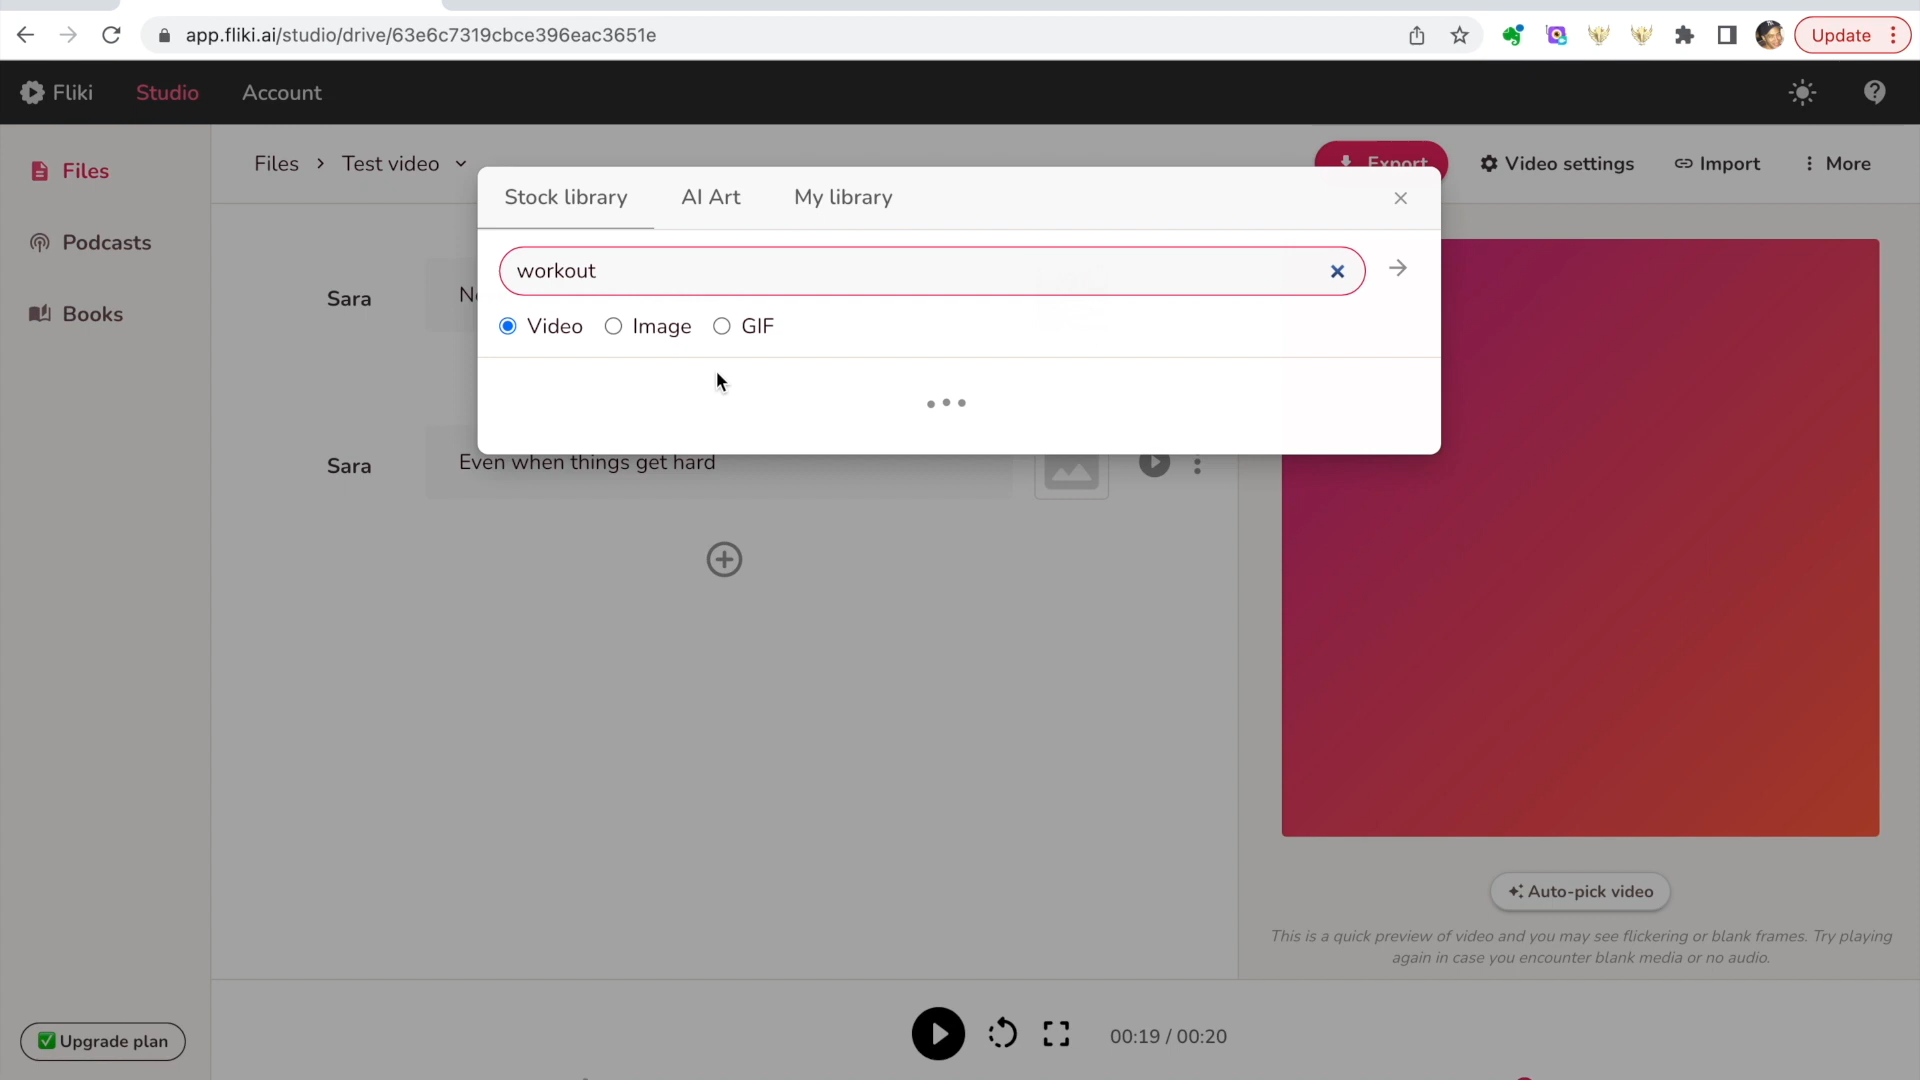 app.fliki.ai/studio/drive/63e6c7319cbce396eac3651e
Update
Fliki
Studio
Account
Files
Podcasts
Books
Upgrade plan
Files > Test video
Export
Video settings
Import
More
Stock library
AI Art
My library
workout
Video
Image
GIF
Sara
Sara
Even when things get hard
Auto-pick video
This is a quick preview of video and you may see flickering or blank frames. Try playing
again in case you encounter blank media or no audio.
00:19 / 00:20